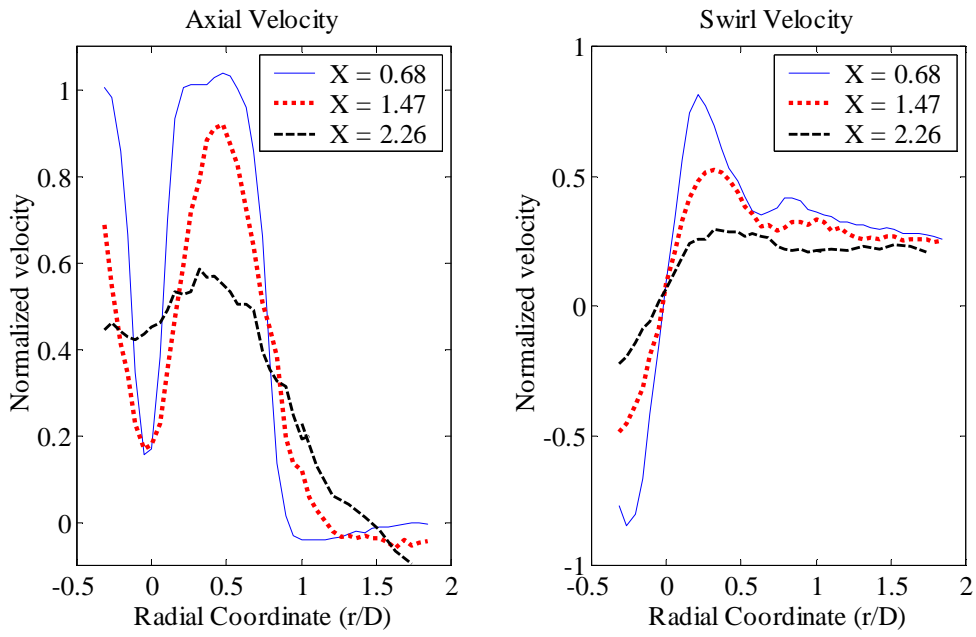 Axial Velocity
Normalized velocity
1
0.8
0.6
0.4
0.2
0
X = 0.68
X = 1.47
X = 2.26
-0.5
0
0.5
1
1.5
2
Radial Coordinate (r/D)
Swirl Velocity
Normalized velocity
1
0.5
0
-0.5
-1
X = 0.68
X = 1.47
X = 2.26
-0.5
0
0.5
1
1.5
2
Radial Coordinate (r/D)